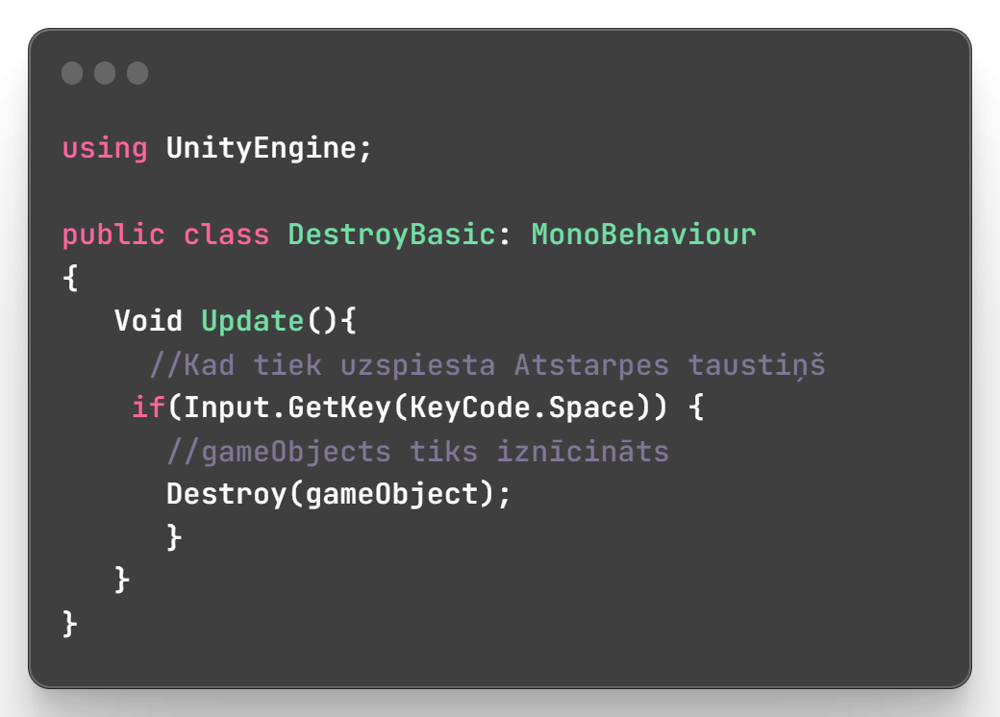 using UnityEngine;
public class DestroyBasic: MonoBehaviour
{
Void Update(){
//Kad tiek uzspiesta Atstarpes taustiņš
if(Input.GetKey(KeyCode.Space)) {
//gameObjects tiks iznīcināts
Destroy(gameObject);
}
}
}